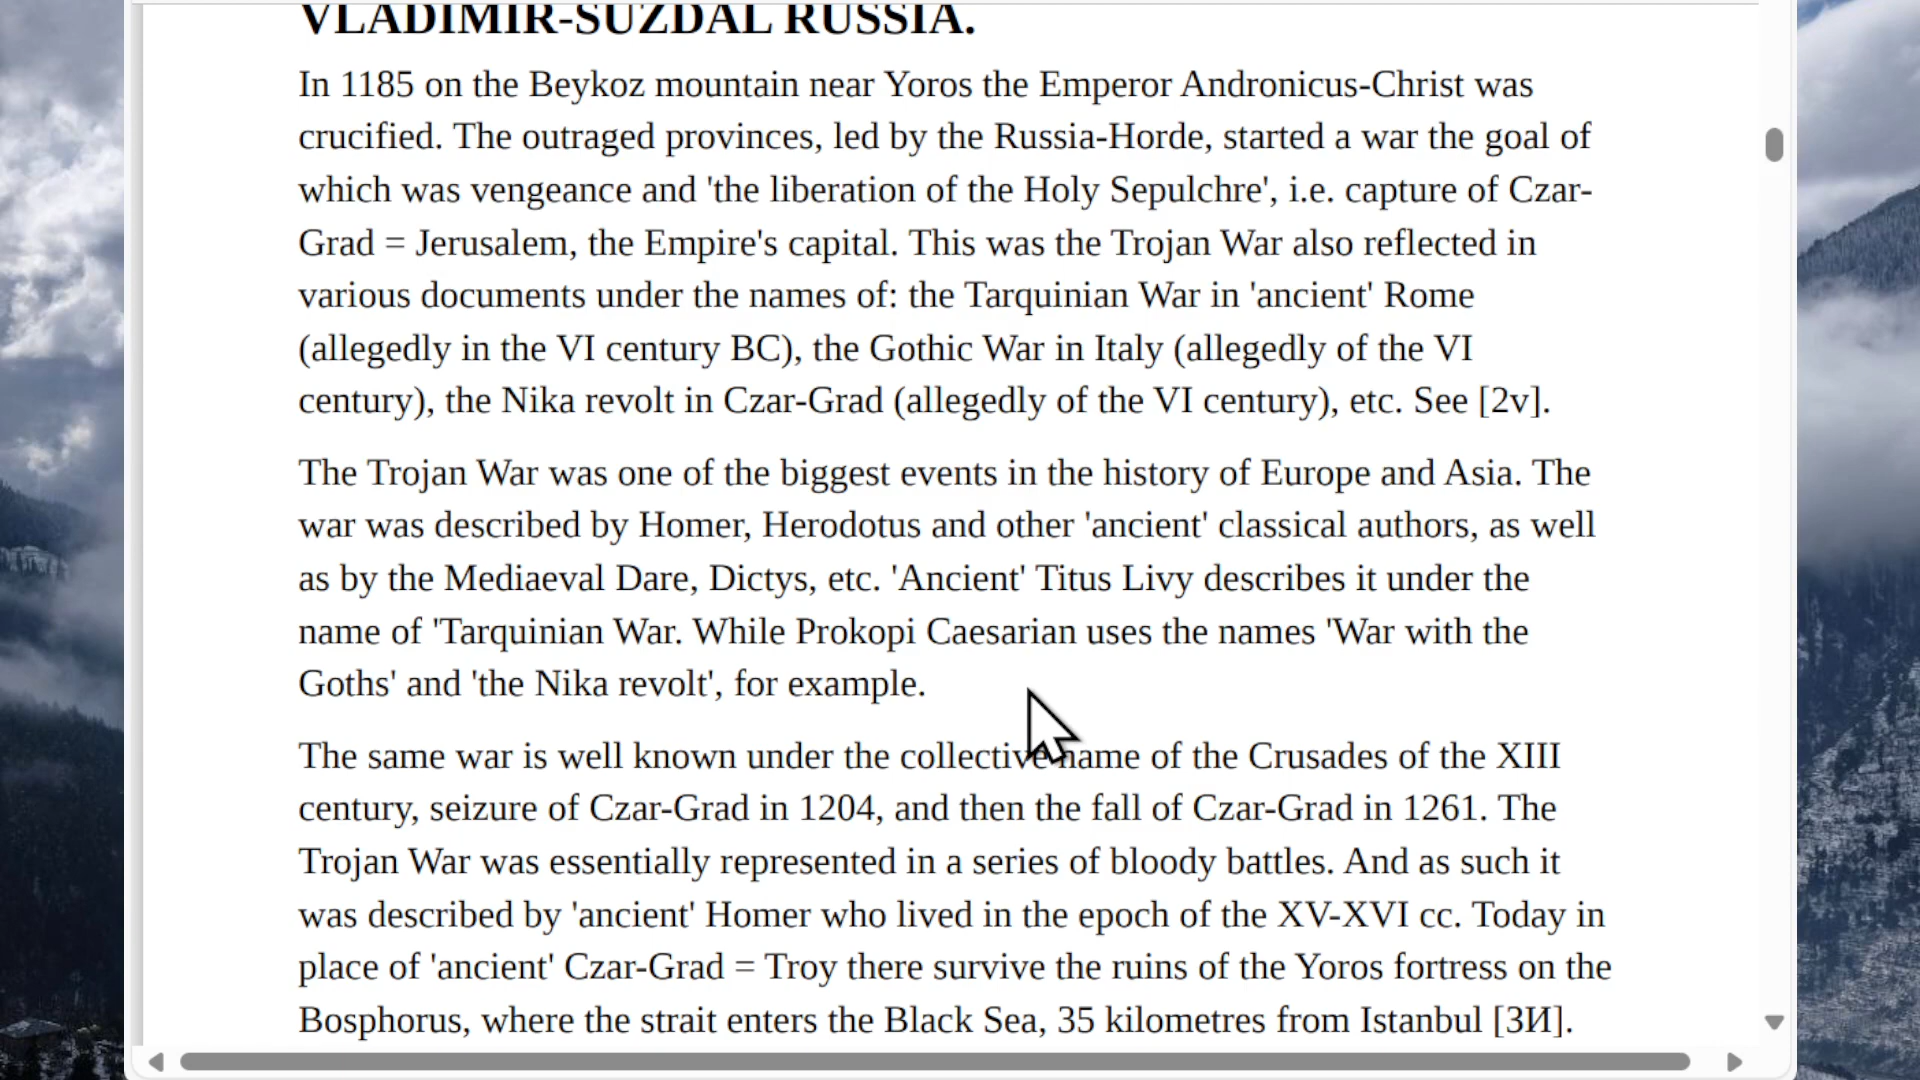 VLADIMIR-SUZDAL RUSSIA.
In 1185 on the Beykoz mountain near Yoros the Emperor Andronicus-Christ was
crucified. The outraged provinces, led by the Russia-Horde, started a war the goal of
which was vengeance and 'the liberation of the Holy Sepulchre', i.e. capture of Czar-
Grad = Jerusalem, the Empire's capital. This was the Trojan War also reflected in
various documents under the names of: the Tarquinian War in 'ancient' Rome
(allegedly in the VI century BC), the Gothic War in Italy (allegedly of the VI
century), the Nika revolt in Czar-Grad (allegedly of the VI century), etc. See [2v].
The Trojan War was one of the biggest events in the history of Europe and Asia. The
war was described by Homer, Herodotus and other 'ancient' classical authors, as well
as by the Mediaeval Dare, Dictys, etc. 'Ancient' Titus Livy describes it under the
name of 'Tarquinian War. While Prokopi Caesarian uses the names 'War with the
Goths' and 'the Nika revolt', for example.
The same war is well known under the collective name of the Crusades of the XIII
century, seizure of Czar-Grad in 1204, and then the fall of Czar-Grad in 1261. The
Trojan War was essentially represented in a series of bloody battles. And as such it
was described by 'ancient' Homer who lived in the epoch of the XV-XVI cc. Today in
place of 'ancient' Czar-Grad = Troy there survive the ruins of the Yoros fortress on the
Bosphorus, where the strait enters the Black Sea, 35 kilometres from Istanbul [ЗИ].